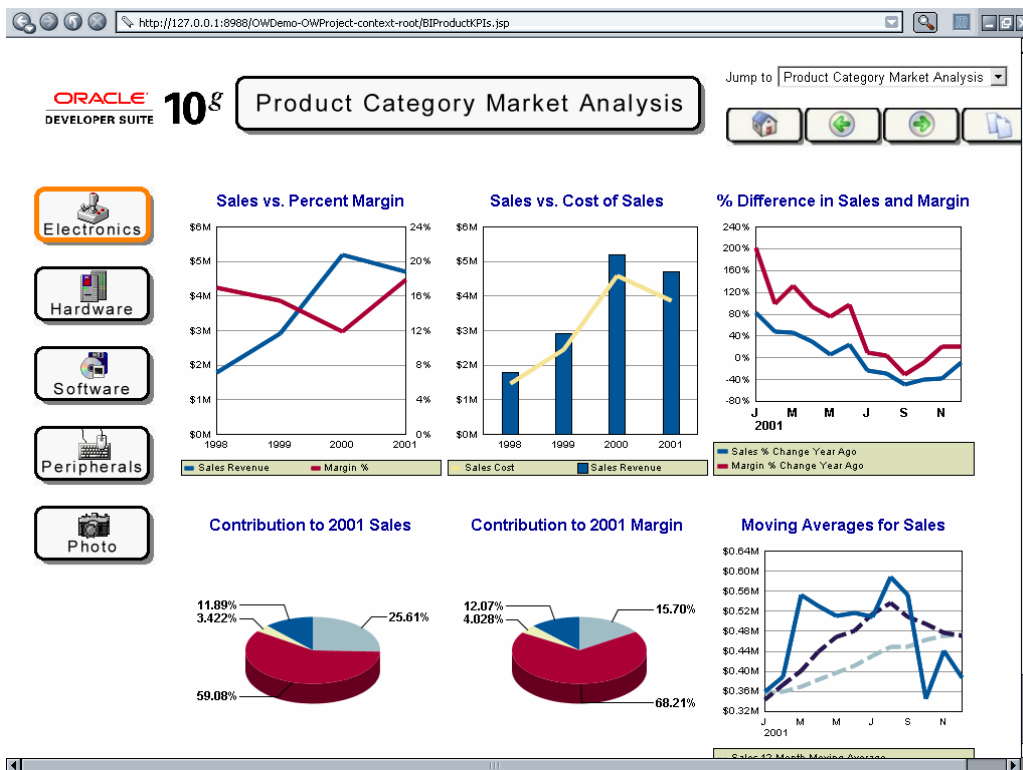 http://127.0.0.1:8988/OWDemo-OWProject-context-root/BIProductKPIs.jsp
Jump to Product Category Market Analysis
ORACLE
DEVELOPER SUITE
10g
Product Category Market Analysis
Electronics
Hardware
Software
Peripherals
Photo
Sales vs. Percent Margin
$6M
$5M
$4M
$3M
$2M
$1M
$0M
24%
20%
16%
12%
8%
4%
0%
1998 1999 2000 2001
Sales Revenue Margin %
Sales vs. Cost of Sales
$6M
$5M
$4M
$3M
$2M
$1M
$0M
1998 1999 2000 2001
Sales Cost Sales Revenue
% Difference in Sales and Margin
240%
200%
160%
120%
80%
40%
0%
-40%
-80%
J M M J S N
2001
Sales % Change Year Ago
Margin % Change Year Ago
Contribution to 2001 Sales
11.89%
3.422%
25.61%
59.08%
Contribution to 2001 Margin
12.07%
4.028%
15.70%
68.21%
Moving Averages for Sales
$0.64M
$0.60M
$0.56M
$0.52M
$0.48M
$0.44M
$0.40M
$0.36M
$0.32M
J M M J S N
2001
Sales 12 Month Moving Average